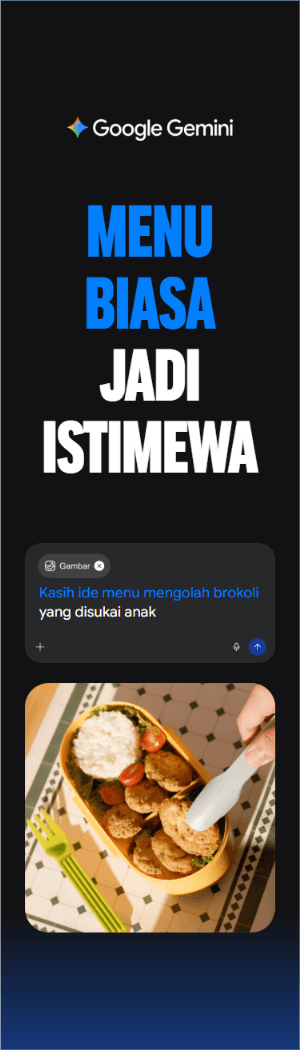 Google Gemini
MENU
BIASA
JADI
ISTIMEWA
Gambar
Kasih ide menu mengolah brokoli
yang disukai anak